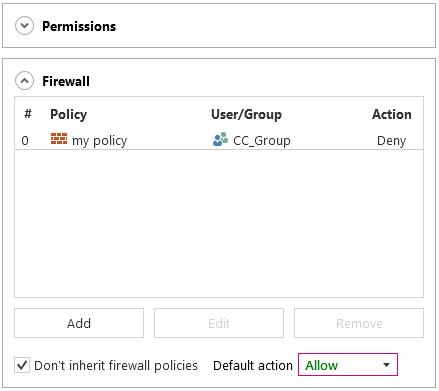 Permissions
Firewall
# Policy User/Group Action
0 my policy CC_Group Deny
Add Edit Remove
Don't inherit firewall policies Default action Allow